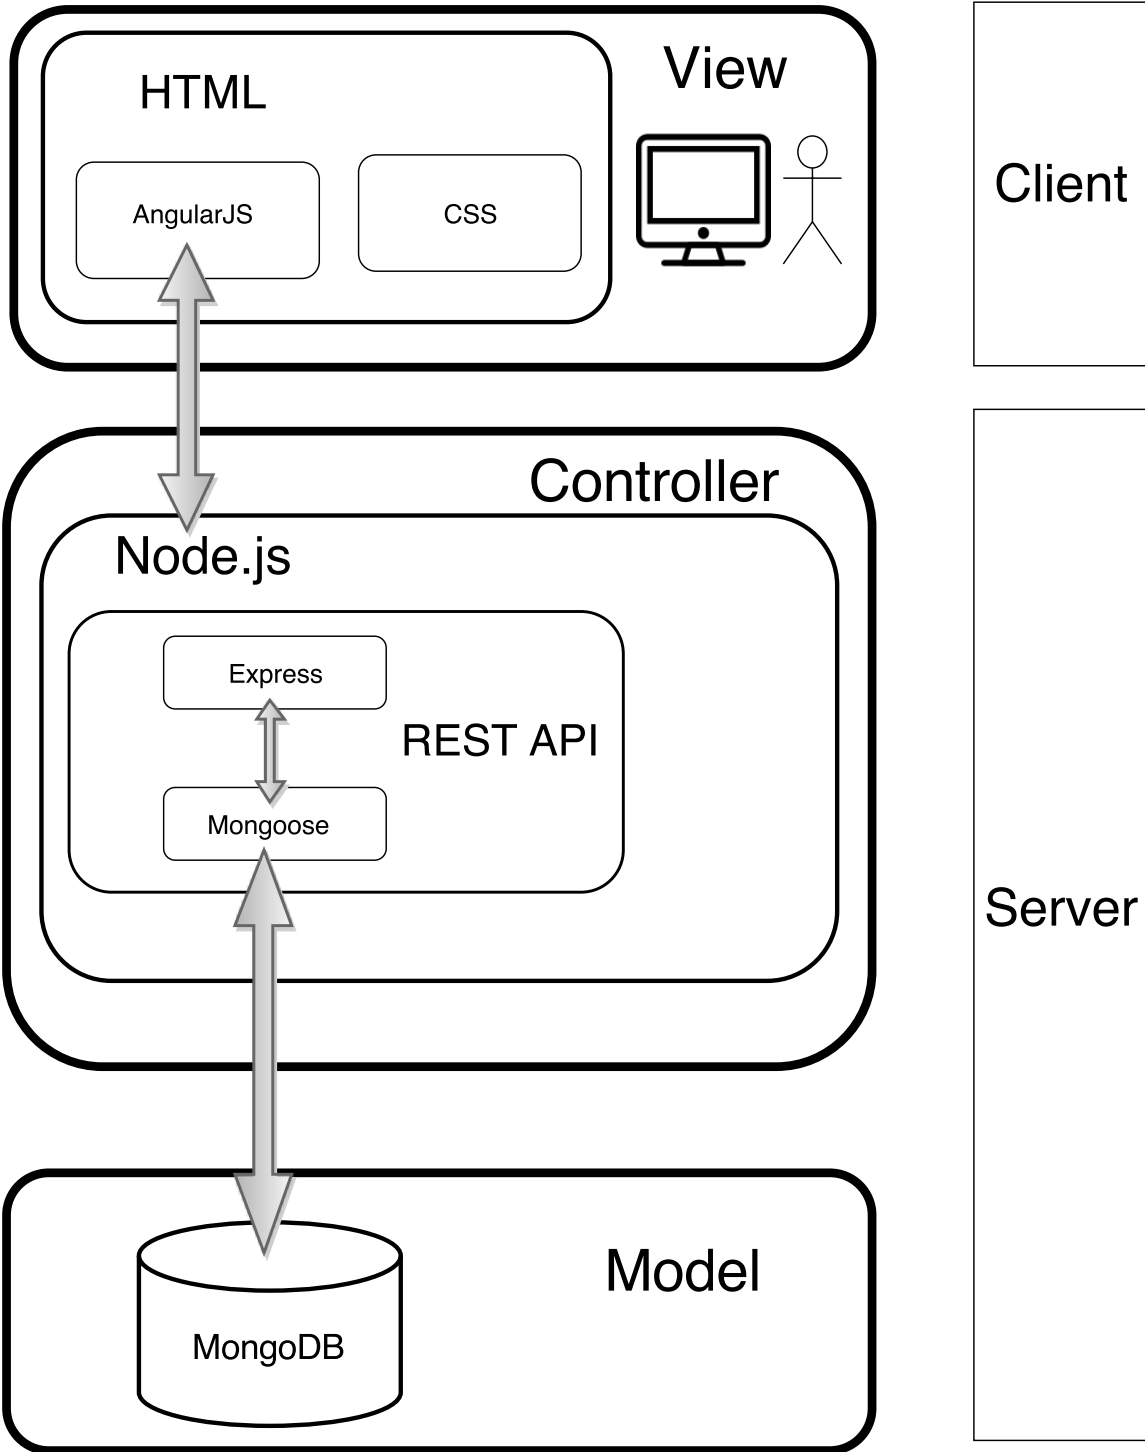 View
HTML
AngularJS
CSS
Client
Controller
Node.js
Express
REST API
Mongoose
Server
Model
MongoDB